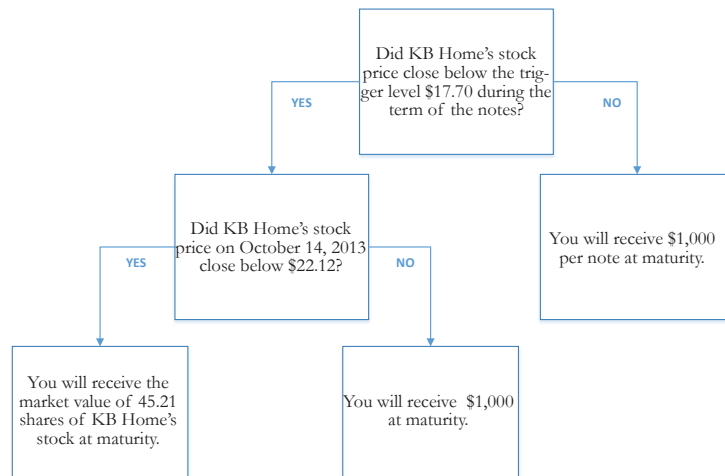 Did KB Home's stock
price close below the trig-
ger level $17.70 during the
term of the notes?
YES
NO
Did KB Home's stock
price on October 14, 2013
close below $22.12?
You will receive $1,000
per note at maturity.
YES
NO
You will receive the
market value of 45.21
shares of KB Home's
stock at maturity.
You will receive $1,000
at maturity.